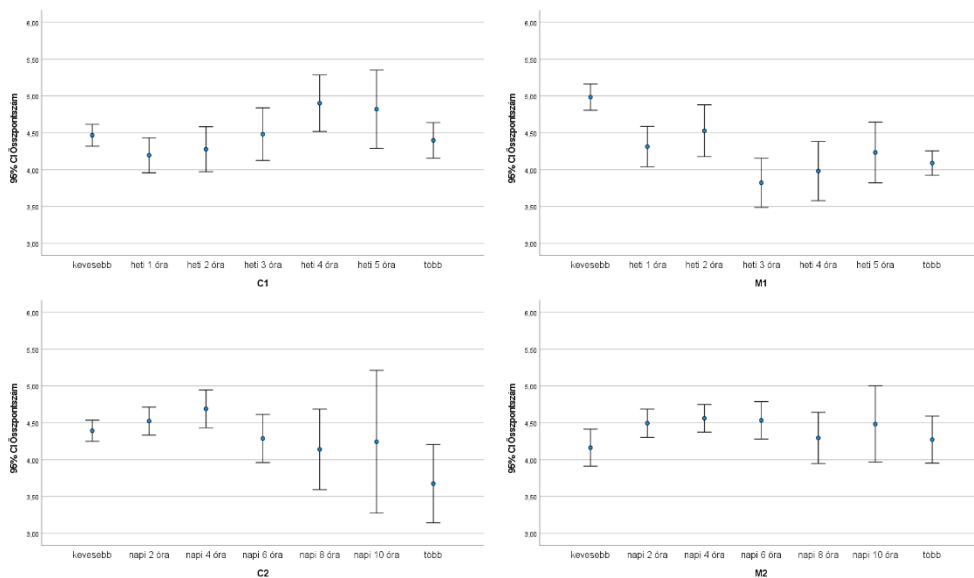 95% CI Összpontszám
6,00
5,50
5,00
4,50
4,00
3,50
3,00
kevesebb heti 1 óra heti 2 óra heti 3 óra heti 4 óra heti 5 óra több
C1
95% CI Összpontszám
6,00
5,50
5,00
4,50
4,00
3,50
3,00
kevesebb heti 1 óra heti 2 óra heti 3 óra heti 4 óra heti 5 óra több
M1
95% CI Összpontszám
6,00
5,50
5,00
4,50
4,00
3,50
3,00
kevesebb napi 2 óra napi 4 óra napi 6 óra napi 8 óra napi 10 óra több
C2
95% CI Összpontszám
6,00
5,50
5,00
4,50
4,00
3,50
3,00
kevesebb napi 2 óra napi 4 óra napi 6 óra napi 8 óra napi 10 óra több
M2